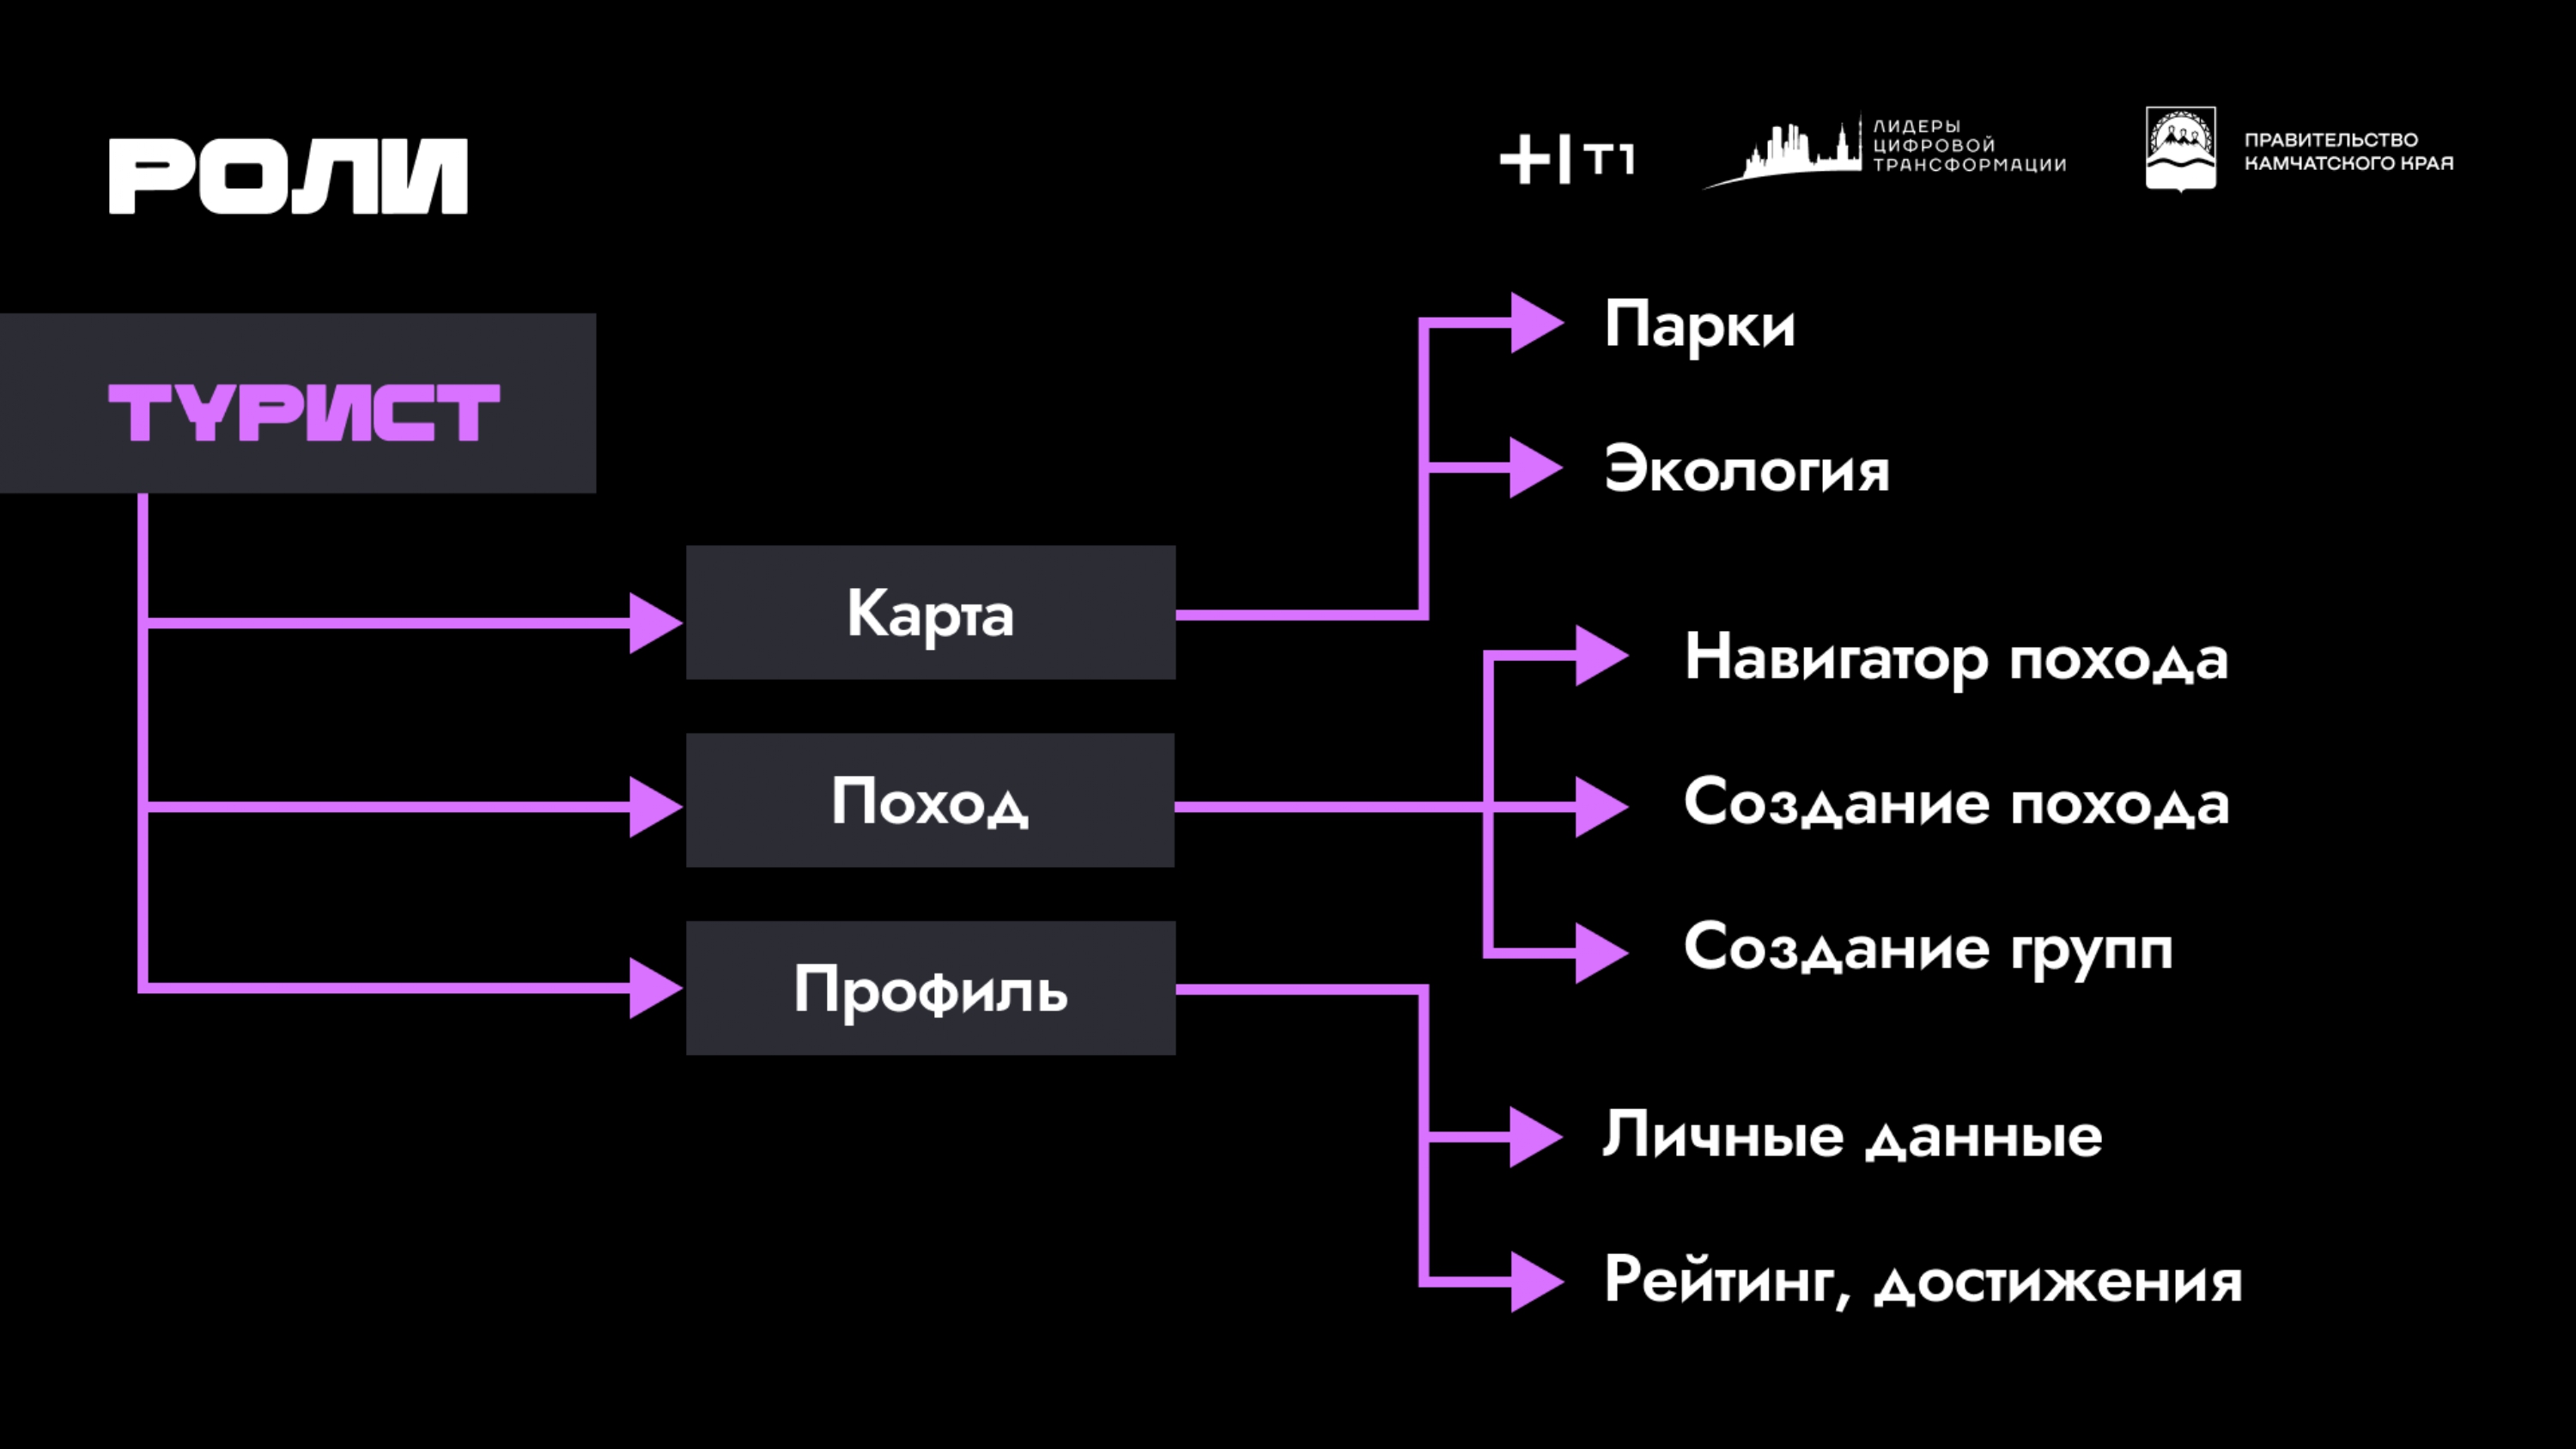 РОЛИ
T1
ЛИДЕРЫ
ЦИФРОВОЙ
ТРАНСФОРМАЦИИ
ПРАВИТЕЛЬСТВО
КАМЧАТСКОГО КРАЯ
ТУРИСТ
Парки
Экология
Карта
Навигатор похода
Поход
Создание похода
Создание групп
Профиль
Личные данные
Рейтинг, достижения